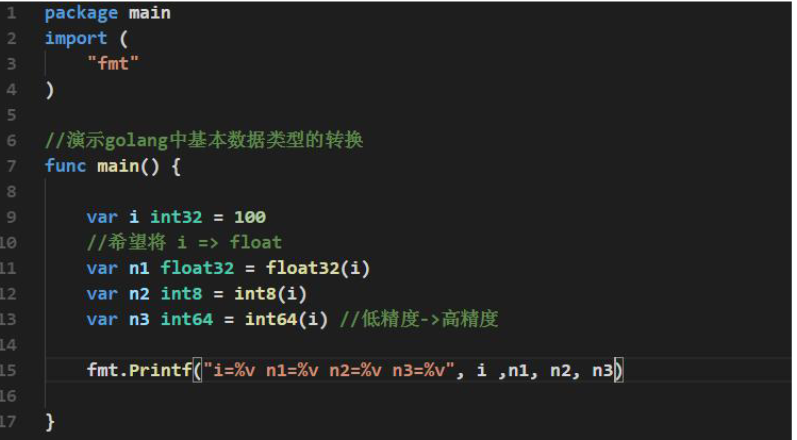 1 package main
2 import (
3     "fmt"
4 )
5
6 //演示golang中基本数据类型的转换
7 func main() {
8
9     var i int32 = 100
10     //希望将 i => float
11     var n1 float32 = float32(i)
12     var n2 int8 = int8(i)
13     var n3 int64 = int64(i) //低精度->高精度
14
15     fmt.Printf("i=%v n1=%v n2=%v n3=%v", i ,n1, n2, n3)
16
17 }